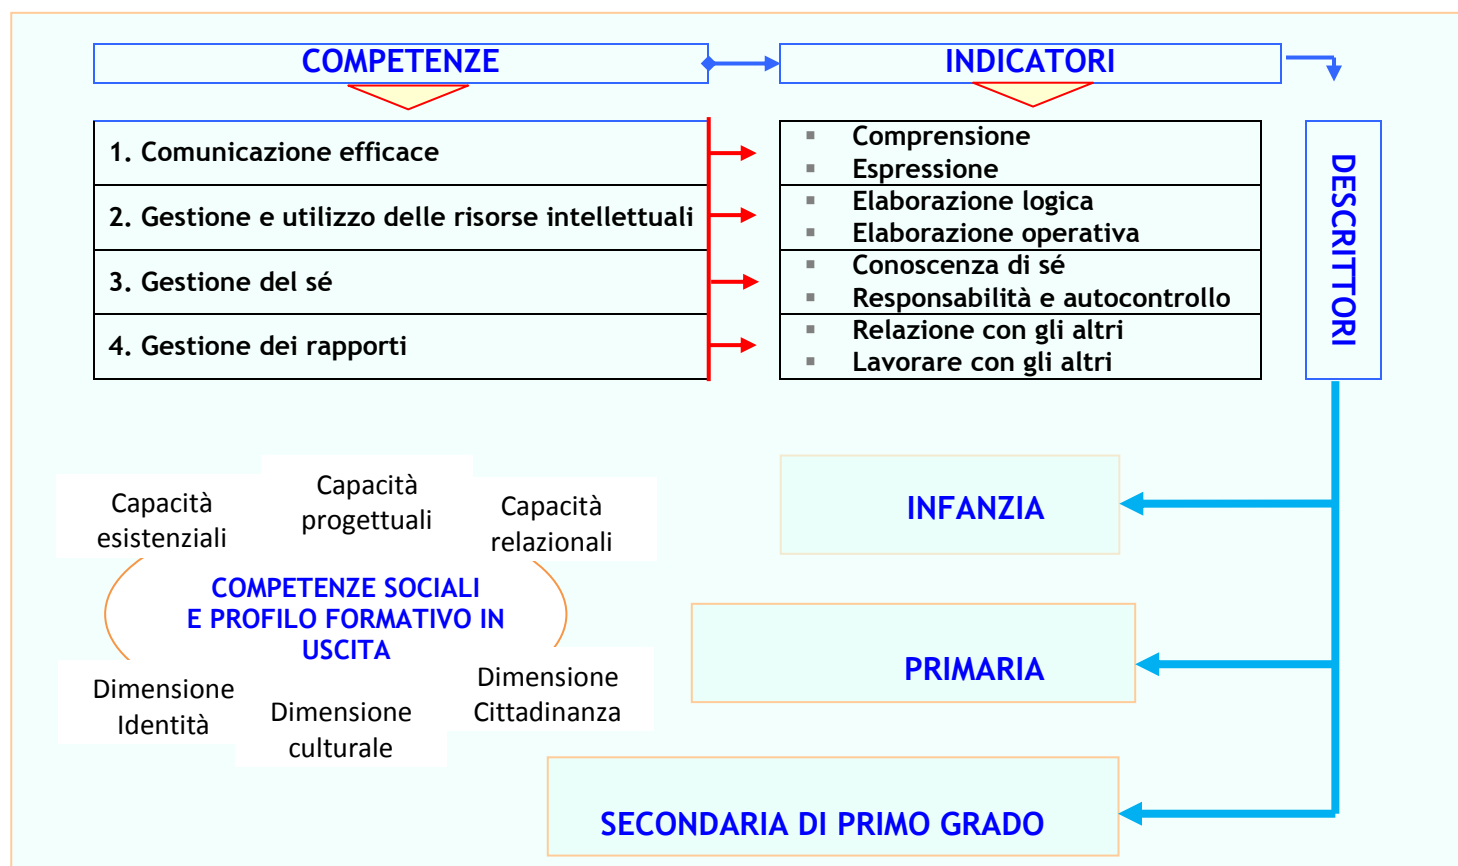 COMPETENZE
INDICATORI
1. Comunicazione efficace
▪ Comprensione
▪ Espressione
2. Gestione e utilizzo delle risorse intellettuali
▪ Elaborazione logica
▪ Elaborazione operativa
3. Gestione del sé
▪ Conoscenza di sé
▪ Responsabilità e autocontrollo
4. Gestione dei rapporti
▪ Relazione con gli altri
▪ Lavorare con gli altri
DESCRITTORI
Capacità
esistenziali
Capacità
progettuali
Capacità
relazionali
COMPETENZE SOCIALI
E PROFILO FORMATIVO IN
USCITA
Dimensione
Identità
Dimensione
culturale
Dimensione
Cittadinanza
INFANZIA
PRIMARIA
SECONDARIA DI PRIMO GRADO